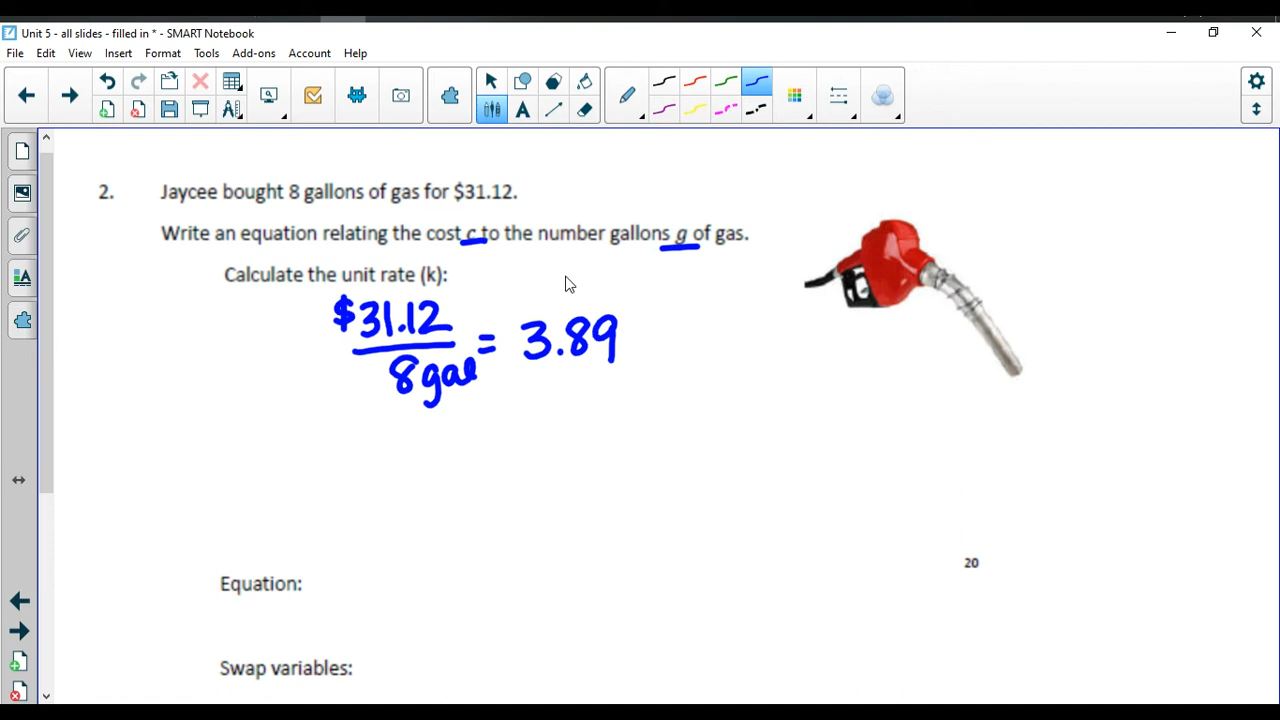 Unit 5 - all slides - filled in * - SMART Notebook
File Edit View Insert Format Tools Add-ons Account Help
2. Jaycee bought 8 gallons of gas for $31.12.
Write an equation relating the cost c to the number gallons g of gas.
Calculate the unit rate (k):
$31.12
= 3.89
8gal
20
Equation:
Swap variables: